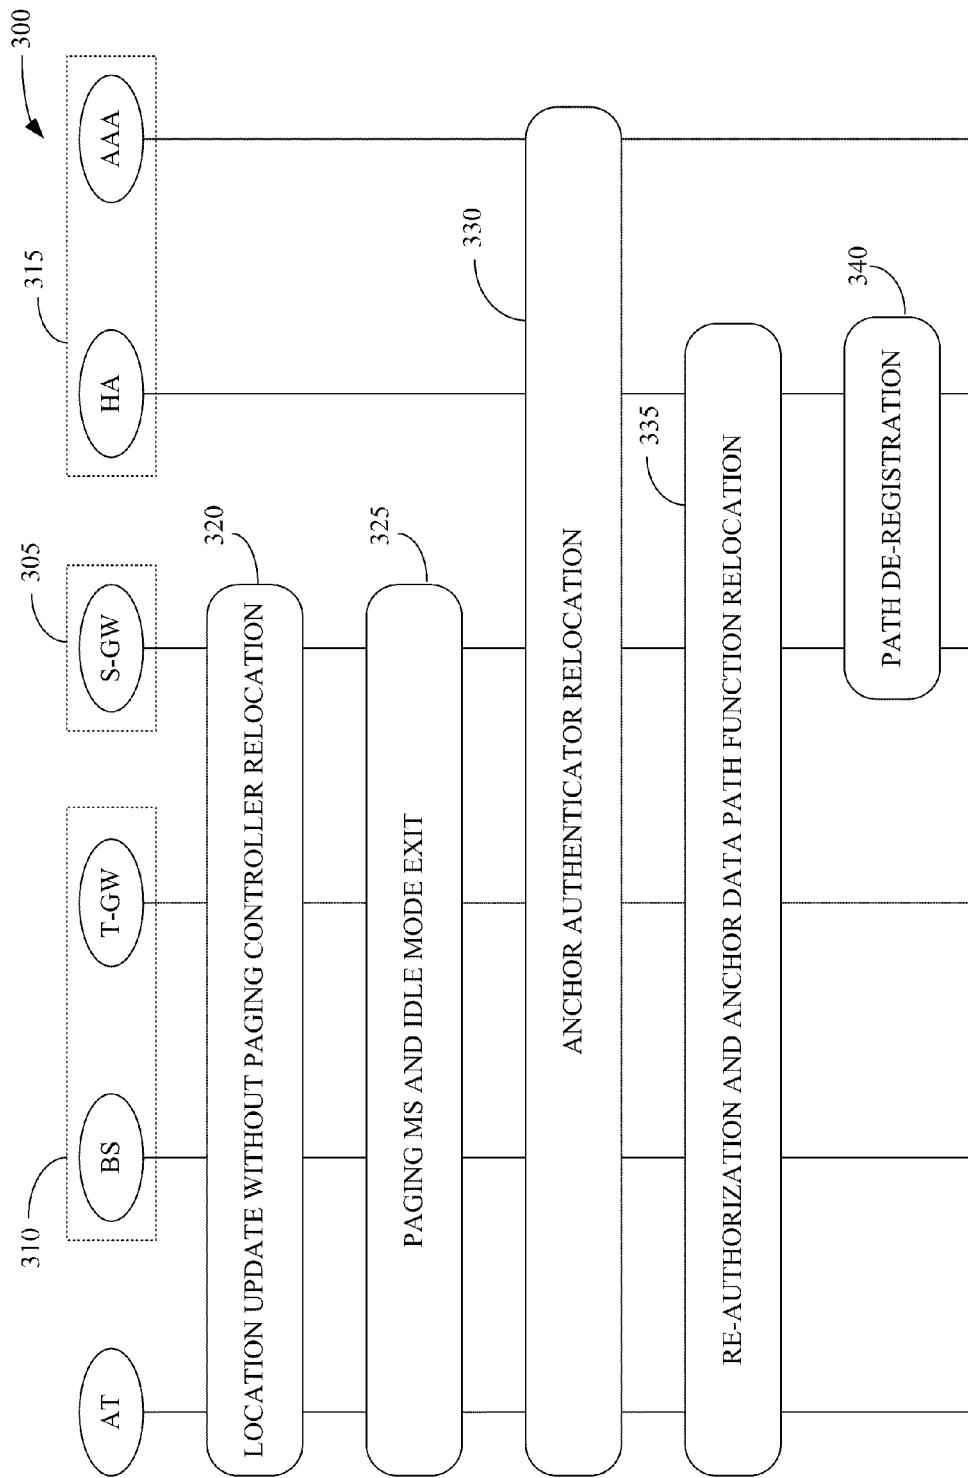 300
310
305
315
AT
BS
T-GW
S-GW
HA
AAA
320
LOCATION UPDATE WITHOUT PAGING CONTROLLER RELOCATION
325
PAGING MS AND IDLE MODE EXIT
330
ANCHOR AUTHENTICATOR RELOCATION
335
RE-AUTHORIZATION AND ANCHOR DATA PATH FUNCTION RELOCATION
340
PATH DE-REGISTRATION